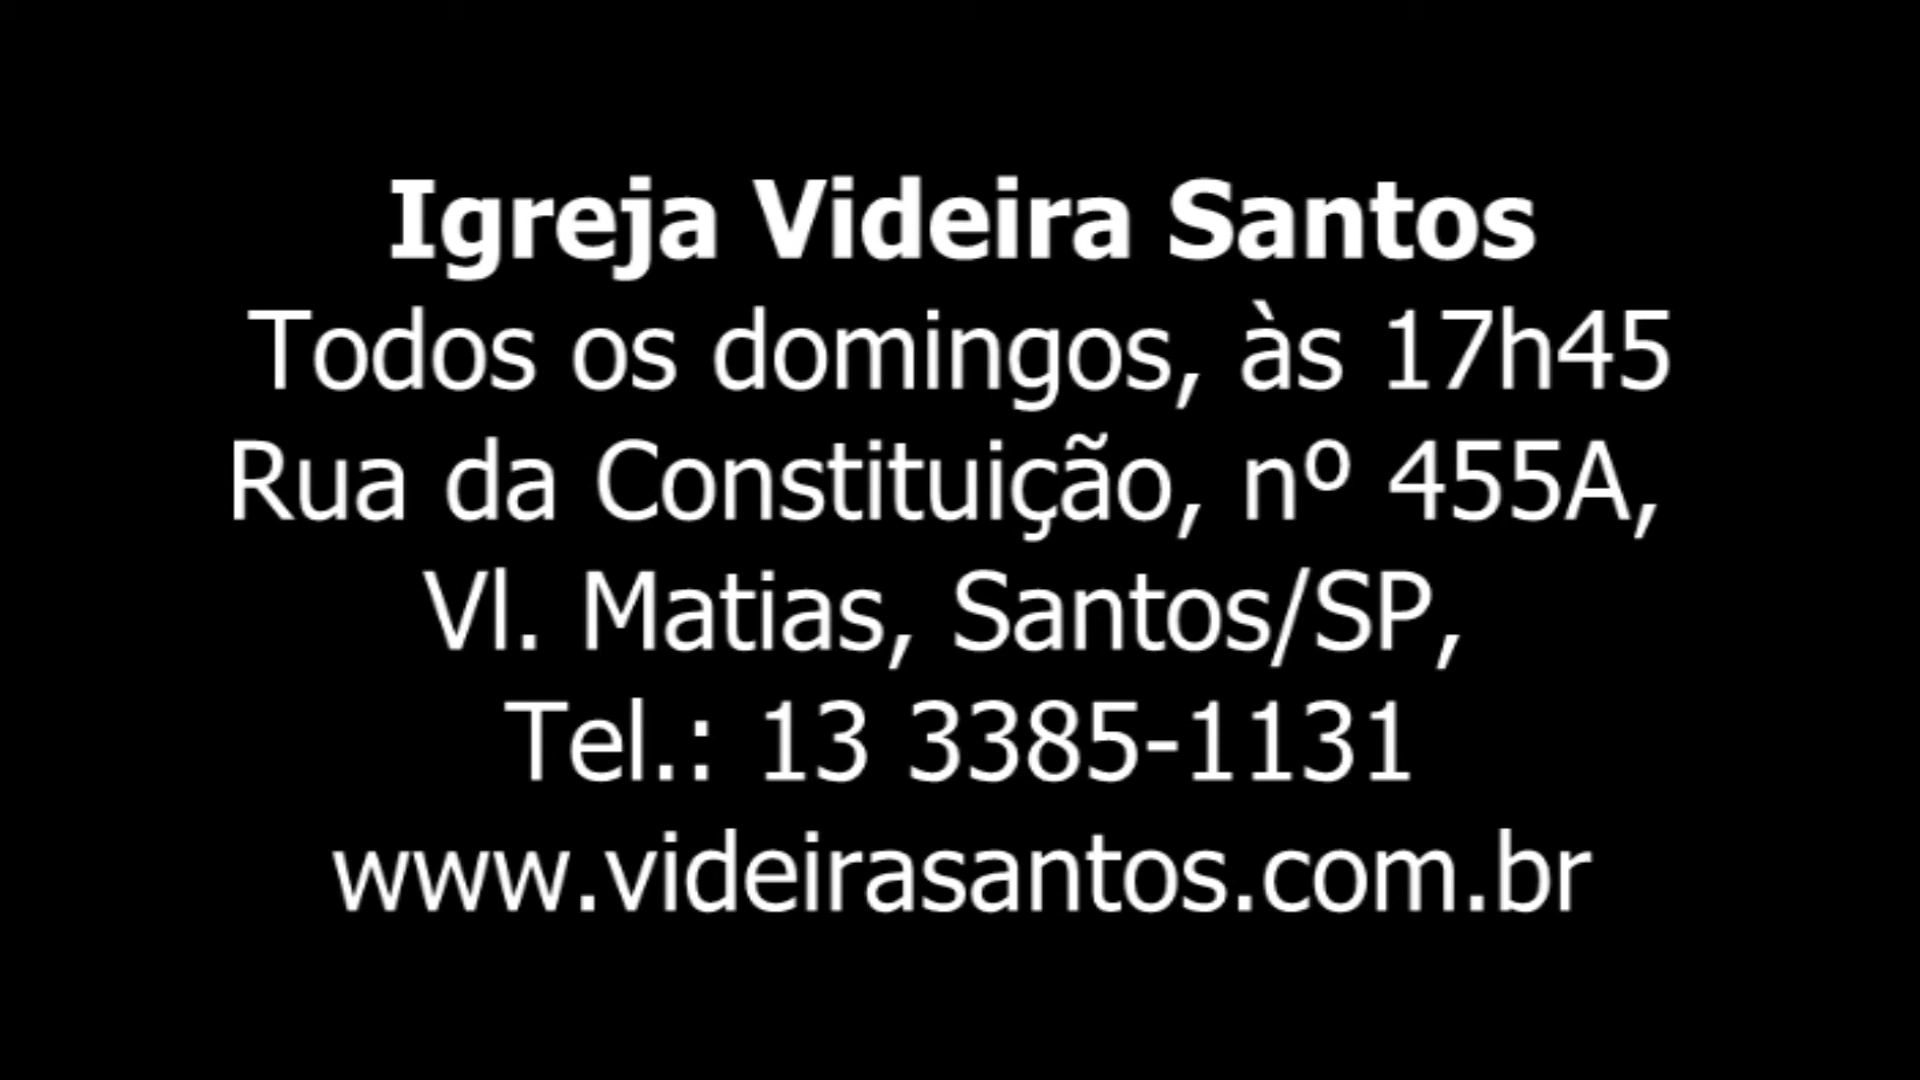 Igreja Videira Santos
Todos os domingos, às 17h45
Rua da Constituição, nº 455A,
Vl. Matias, Santos/SP,
Tel.: 13 3385-1131
www.videirasantos.com.br